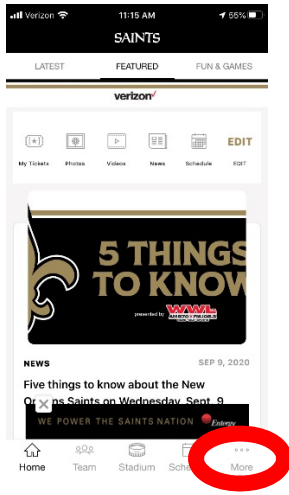 Verizon 11:15 AM 55%
SAINTS
LATEST FEATURED FUN & GAMES
verizon
My Tickets Photos Videos News Schedule EDIT
EDIT
5 THINGS
TO KNOW
presented by WWL
NEWS SEP 9, 2020
Five things to know about the New
Orleans Saints on Wednesday, Sept. 9
WE POWER THE SAINTS NATION Entergy
Home Team Stadium Sche More